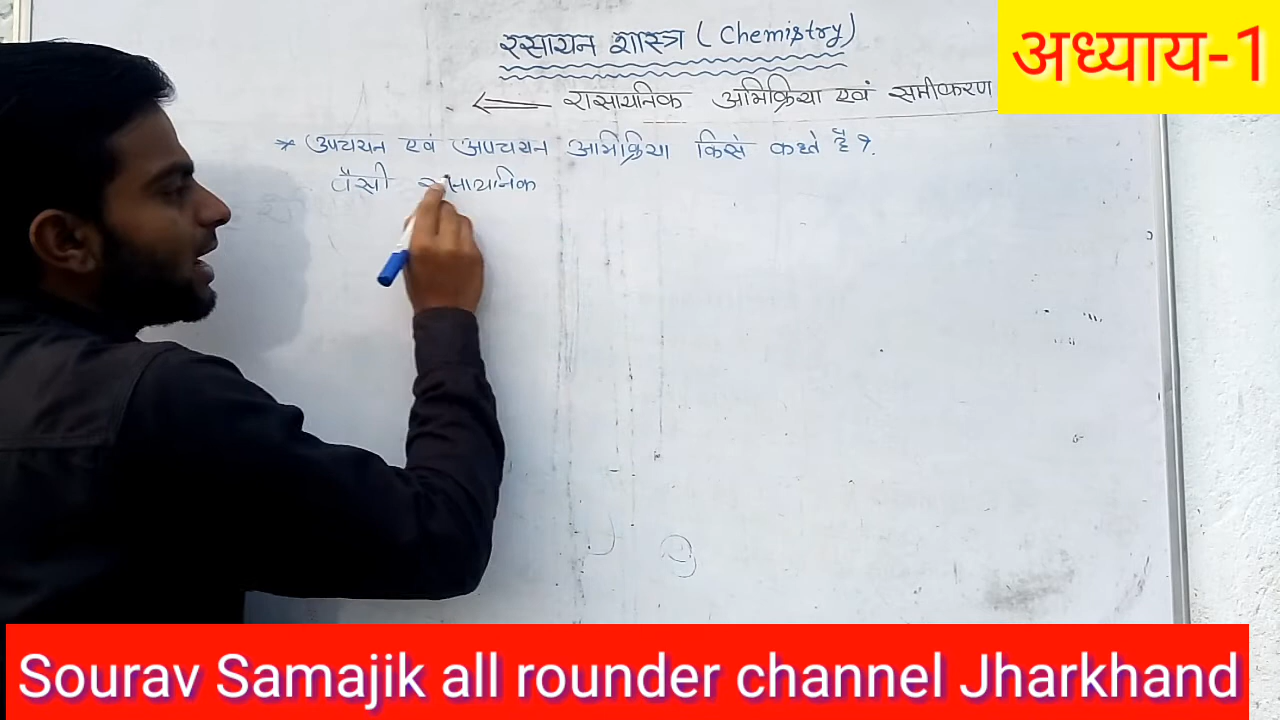 रसायन शास्त्र ( Chemistry )
अध्याय-1
रासायनिक अभिक्रिया एवं समीकरण
* उपचयन एवं अपचयन अभिक्रिया किसे कहते हैं ?
वैसी रासायनिक
Sourav Samajik all rounder channel Jharkhand